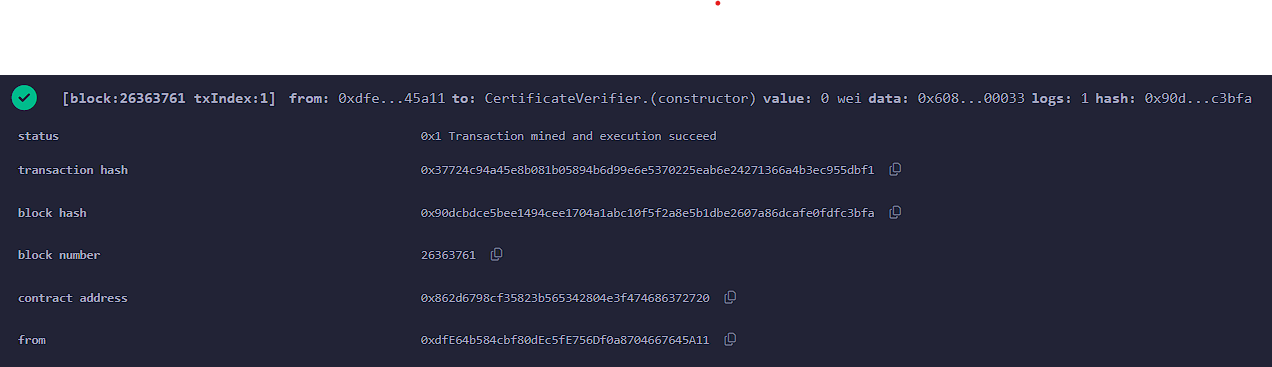 [block:26363761 txIndex:1] from: 0xdfe...45a11 to: CertificateVerifier.(constructor) value: 0 wei data: 0x608...00033 logs: 1 hash: 0x90d...c3bfa
status 0x1 Transaction mined and execution succeed
transaction hash 0x37724c94a45e8b081b05894b6d99e6e5370225eab6e24271366a4b3ec955dbf1
block hash 0x90dcbdce5bee1494cee1704a1abc10f5f2a8e5b1dbe2607a86dcafe0fdfc3bfa
block number 26363761
contract address 0x862d6798cf35823b565342804e3f474686372720
from 0xdfE64b584cbf80dEc5fE756Df0a8704667645A11